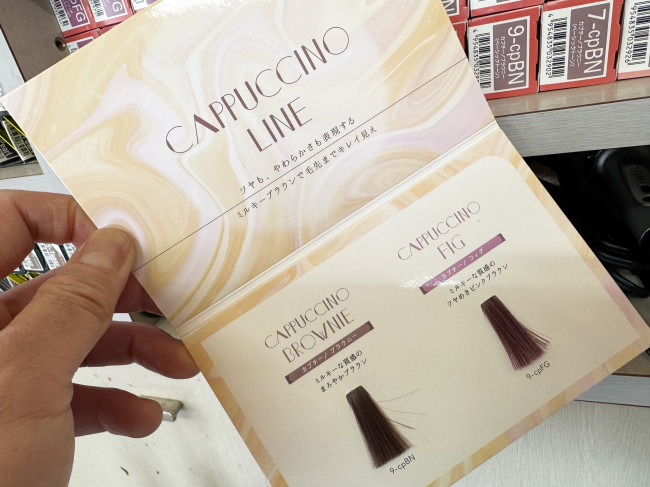 CAPPUCCINO
LINE
ツヤも、やわらかさも表現する
ミルキーブラウンで毛先までキレイ見え
CAPPUCCINO
BROWNIE
カプチーノ ブラウニー
ミルキーな質感の
まろやかブラウン
9-cpBN
CAPPUCCINO
FIG
カプチーノ フィグ
ミルキーな質感の
ツヤめきピンクブラウン
9-cpFG
9-cpBN
7-cpBN